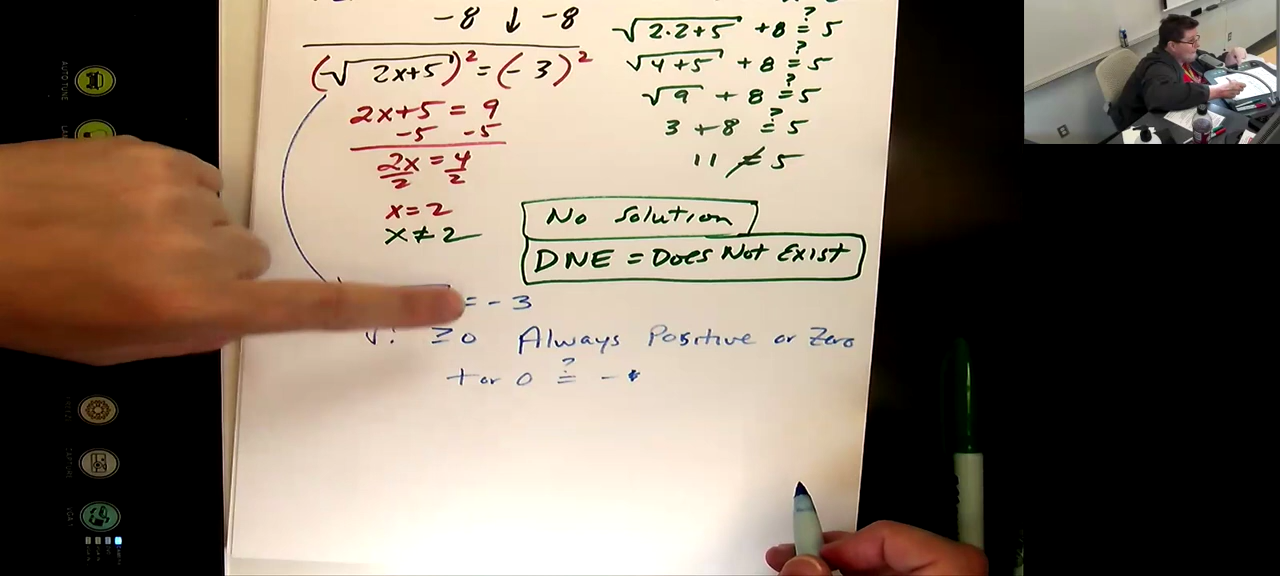 -8 ↓ -8
(√2x+5)² = (-3)²
2x+5 = 9
-5 -5
2x = 4
2 2
x = 2
x ≠ 2
√2·2+5 + 8 ≟ 5
√4+5 + 8 ≟ 5
√9 + 8 ≟ 5
3 + 8 ≟ 5
11 ≠ 5
No Solution
DNE = Does Not Exist
= - 3
√? ≥0 Always Positive or Zero
+ or 0 ≟ -
AUTO TUNE